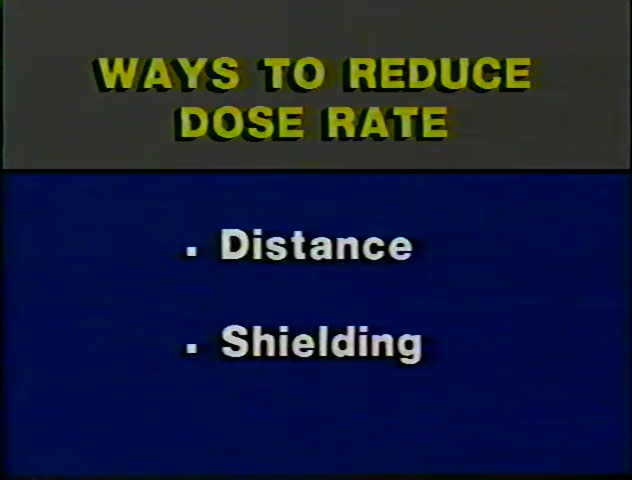 WAYS TO REDUCE
DOSE RATE
. Distance
. Shielding